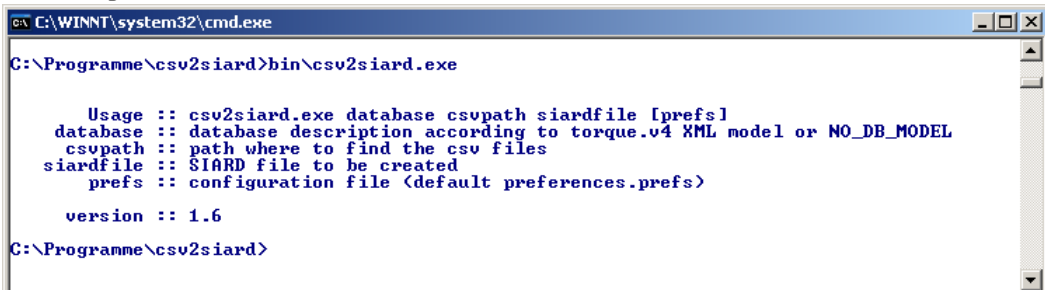 C:\WINNT\system32\cmd.exe
C:\Programme\csv2siard>bin\csv2siard.exe
Usage :: csv2siard.exe database csvpath siardfile [prefs]
database :: database description according to torque.v4 XML model or NO_DB_MODEL
csvpath :: path where to find the csv files
siardfile :: SIARD file to be created
prefs :: configuration file (default preferences.prefs)
version :: 1.6
C:\Programme\csv2siard>